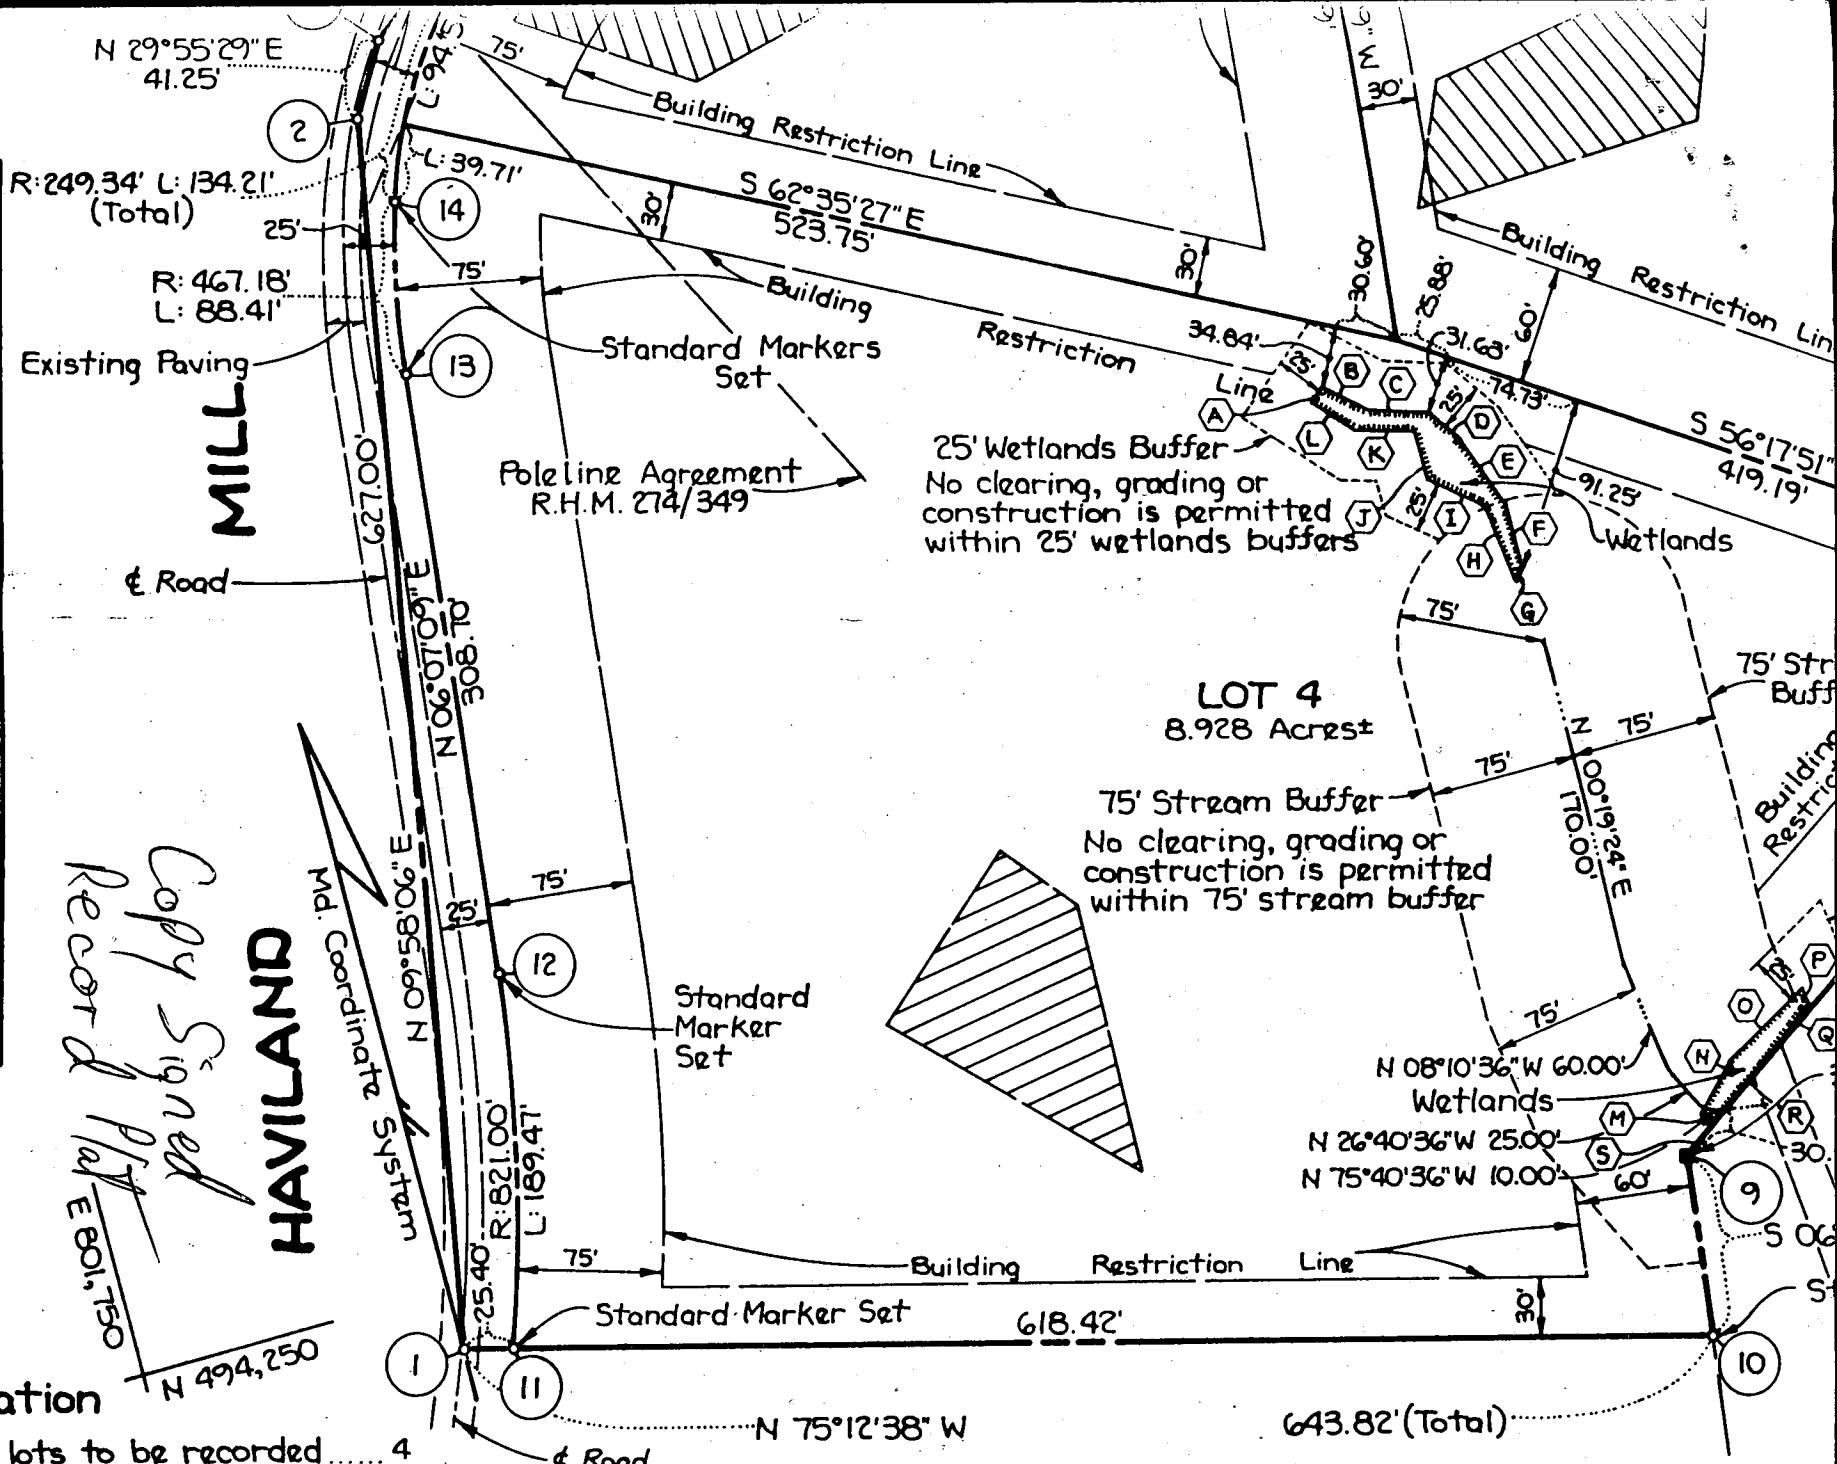 N 29°55'29" E
41.25'
2
R:249.34' L: 134.21'
(Total)
25'
R: 467.18'
L: 88.41'
Existing Paving
MILL
HAVILAND
L:94.
75'
Building Restriction Line
L: 39.71'
14
S 62°35'27" E
523.75'
30'
30'
75'
Building
Restriction
Line
13
Standard Markers
Set
Poleline Agreement
R.H.M. 274/349
627.00'
₵ Road
N 06°07'09" E
308.70'
" W
30'
30.60'
25.88'
34.84'
31.63'
60'
74.73'
Building Restriction Lin
S 56°17'51"
419.19'
91.25'
25'
25'
25'
A
B
C
D
E
F
G
H
I
J
K
L
25' Wetlands Buffer
No clearing, grading or
construction is permitted
within 25' wetlands buffers
Wetlands
75'
LOT 4
8.928 Acres±
75' Str
Buff
75'
75'
N 00°19'24" E
170.00'
Building
Restric
75' Stream Buffer
No clearing, grading or
construction is permitted
within 75' stream buffer
N 09°58'06" E
Md. Coordinate System
Copy Signed
Record Plat
75'
25'
12
Standard
Marker
Set
R: 821.00'
L: 189.47'
75'
25'
P
O
Q
N
N 08°10'36" W 60.00'
Wetlands
M
R
N 26°40'36" W 25.00'
S
30.
N 75°40'36" W 10.00'
60'
9
S 06°
E 801,750
N 494,250
25.40'
75'
Building Restriction Line
30'
St
Standard Marker Set
618.42'
1
11
10
N 75°12'38" W
643.82' (Total)
ation
lots to be recorded ...... 4
₵ Road